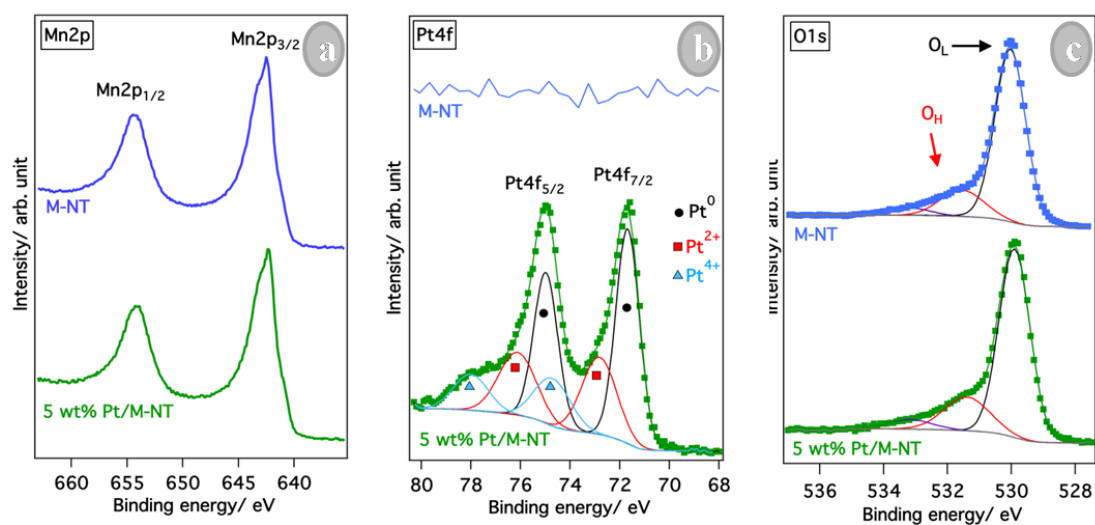 Mn2p
a
Mn2p3/2
Mn2p1/2
M-NT
5 wt% Pt/M-NT
Intensity/ arb. unit
660 655 650 645 640
Binding energy/ eV
Pt4f
b
M-NT
Pt4f5/2
Pt4f7/2
Pt0
Pt2+
Pt4+
5 wt% Pt/M-NT
Intensity/ arb. unit
80 78 76 74 72 70 68
Binding energy/ eV
O1s
c
OL
OH
M-NT
5 wt% Pt/M-NT
Intensity/ arb. unit
536 534 532 530 528
Binding energy/ eV